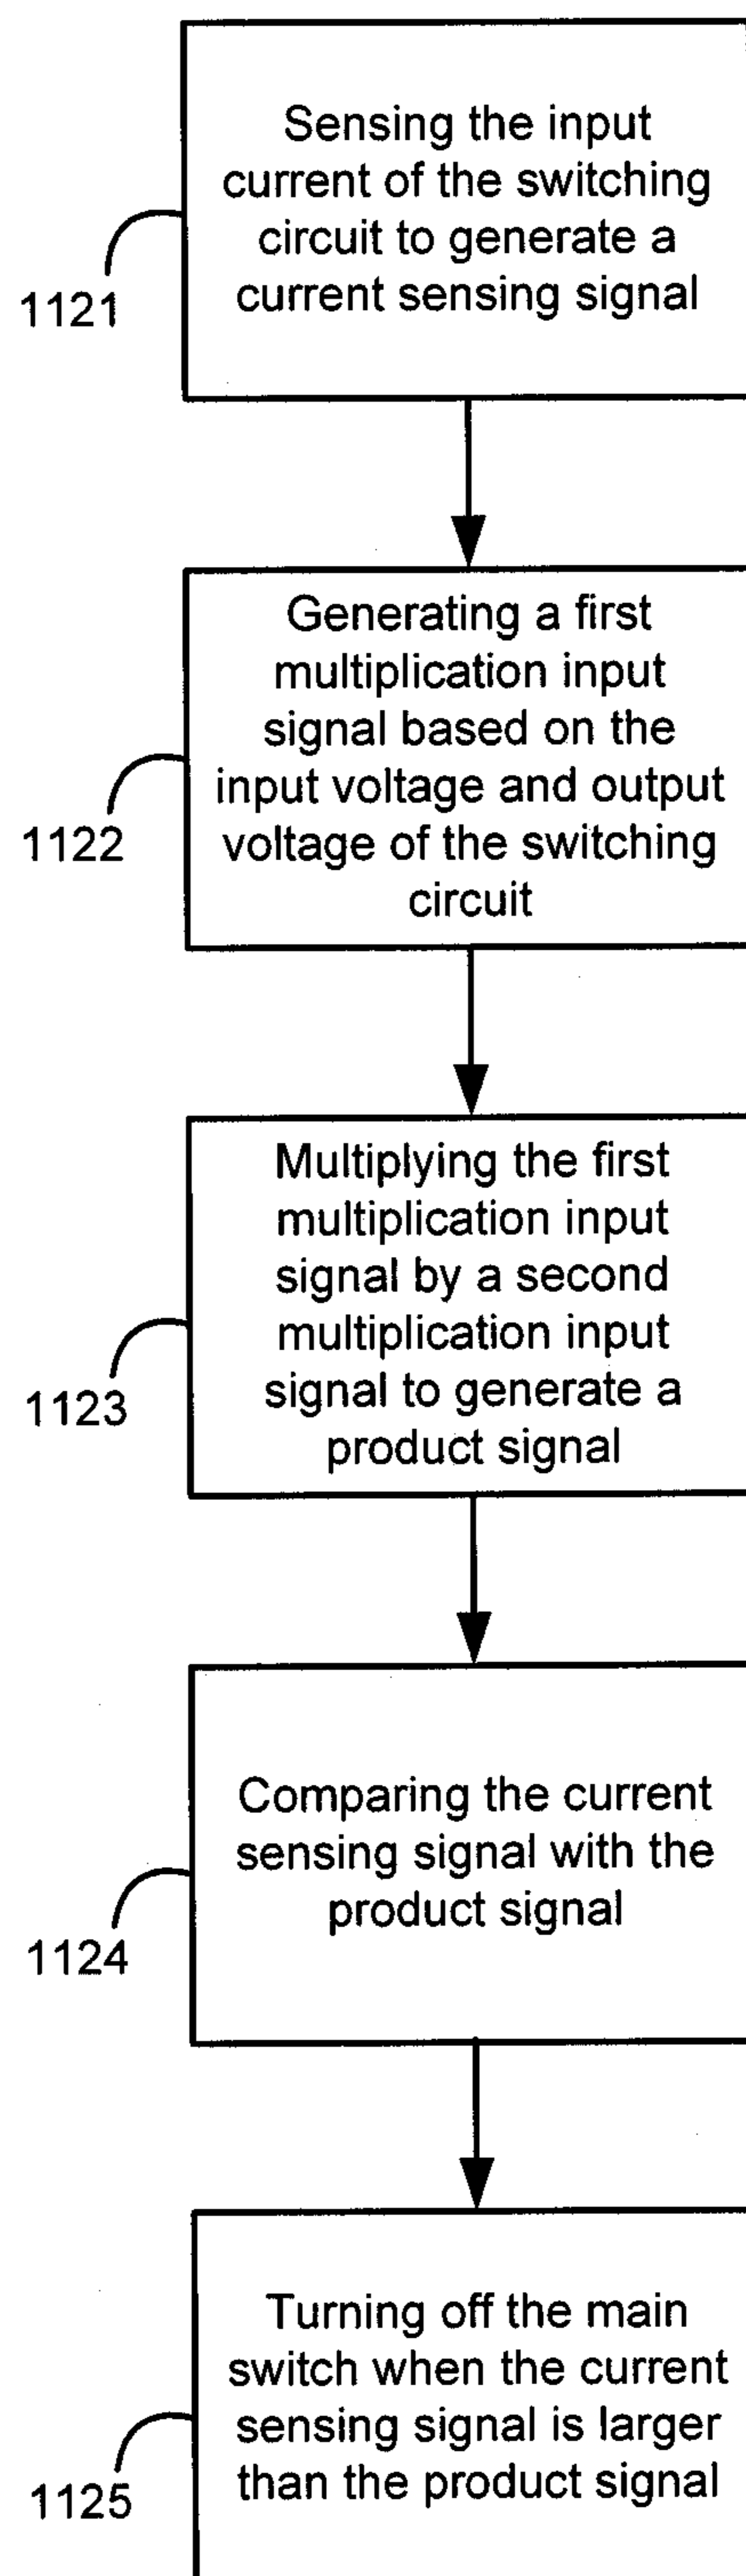 Sensing the input
current of the switching
circuit to generate a
current sensing signal
1121
Generating a first
multiplication input
signal based on the
input voltage and output
voltage of the switching
circuit
1122
Multiplying the first
multiplication input
signal by a second
multiplication input
signal to generate a
product signal
1123
Comparing the current
sensing signal with the
product signal
1124
Turning off the main
switch when the current
sensing signal is larger
than the product signal
1125